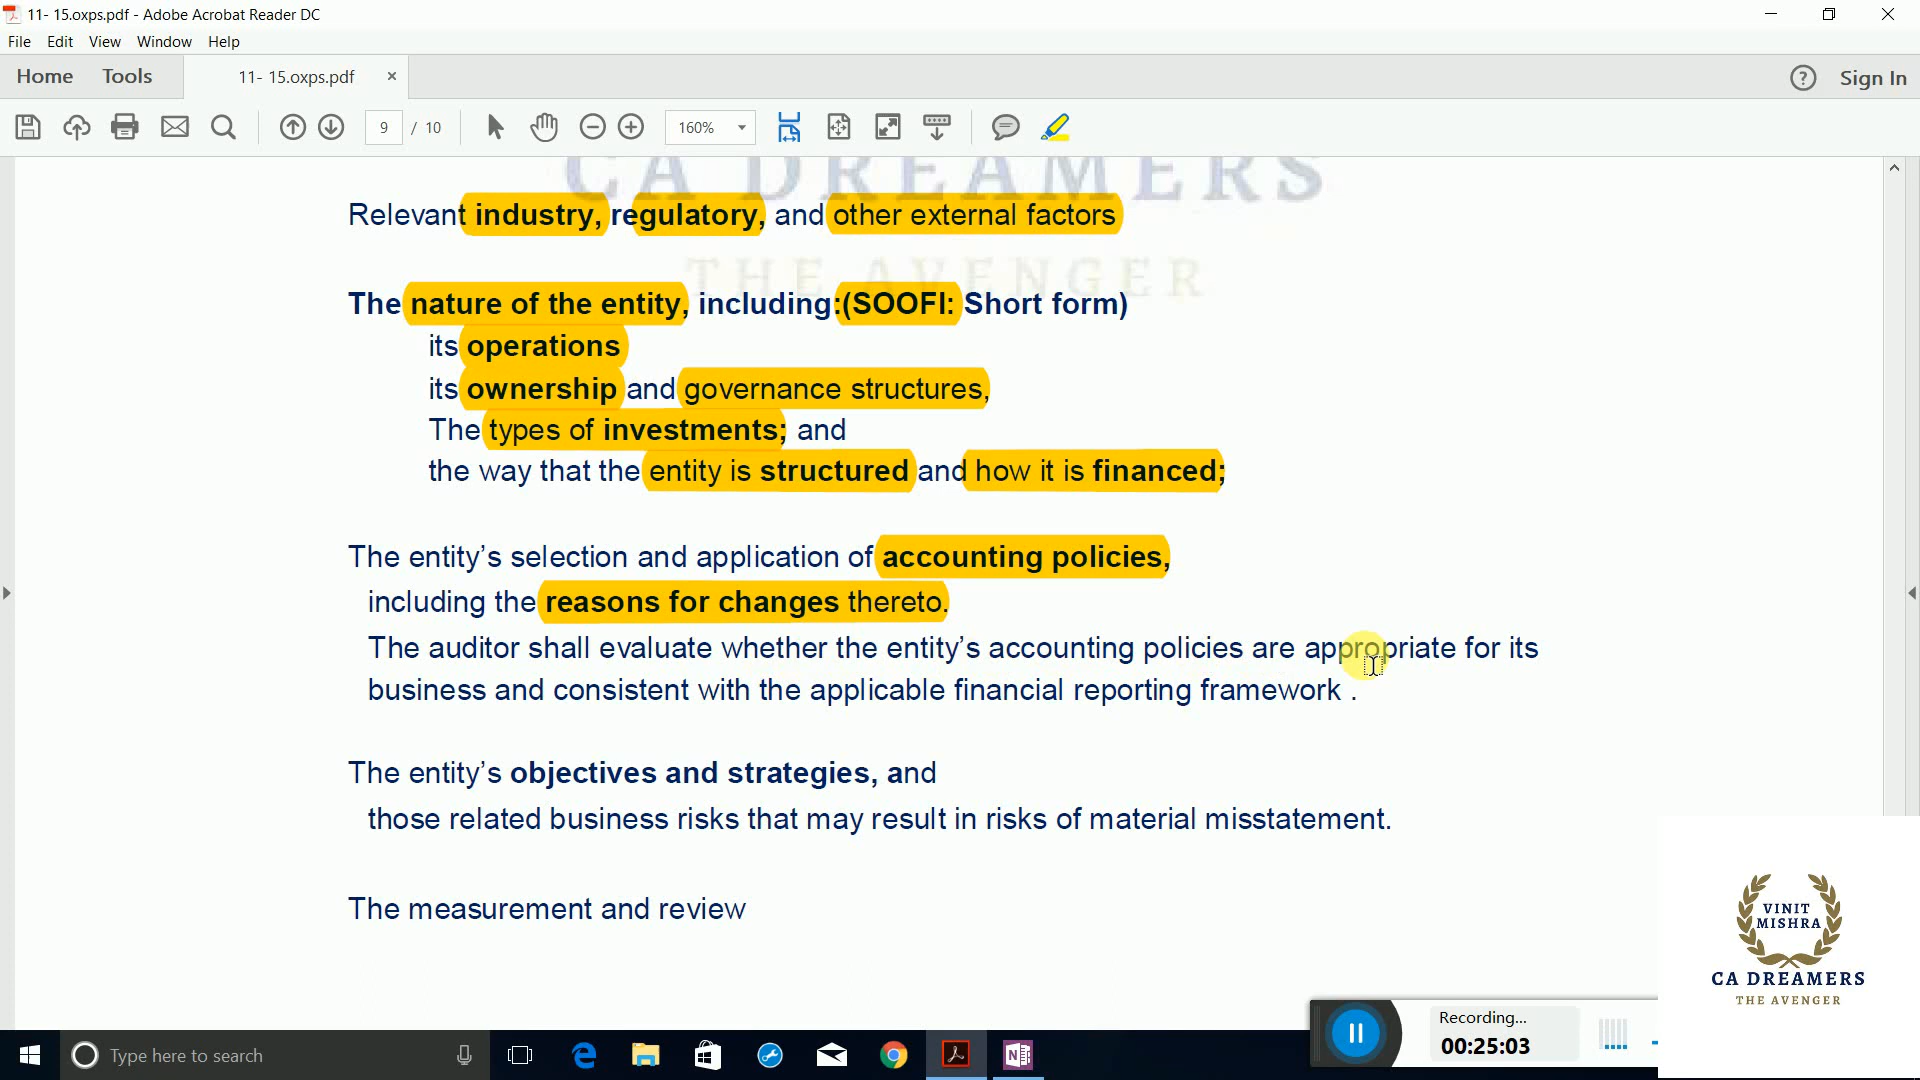 11- 15.oxps.pdf - Adobe Acrobat Reader DC
File Edit View Window Help
Home Tools 11- 15.oxps.pdf × ? Sign In
9 / 10 160%
CA DREAMERS
THE AVENGER
Relevant industry, regulatory, and other external factors
The nature of the entity, including:(SOOFI: Short form)
its operations
its ownership and governance structures,
The types of investments; and
the way that the entity is structured and how it is financed;
The entity's selection and application of accounting policies,
including the reasons for changes thereto.
The auditor shall evaluate whether the entity's accounting policies are appropriate for its
business and consistent with the applicable financial reporting framework .
The entity's objectives and strategies, and
those related business risks that may result in risks of material misstatement.
The measurement and review
VINIT
MISHRA
CA DREAMERS
THE AVENGER
Recording...
00:25:03
Type here to search